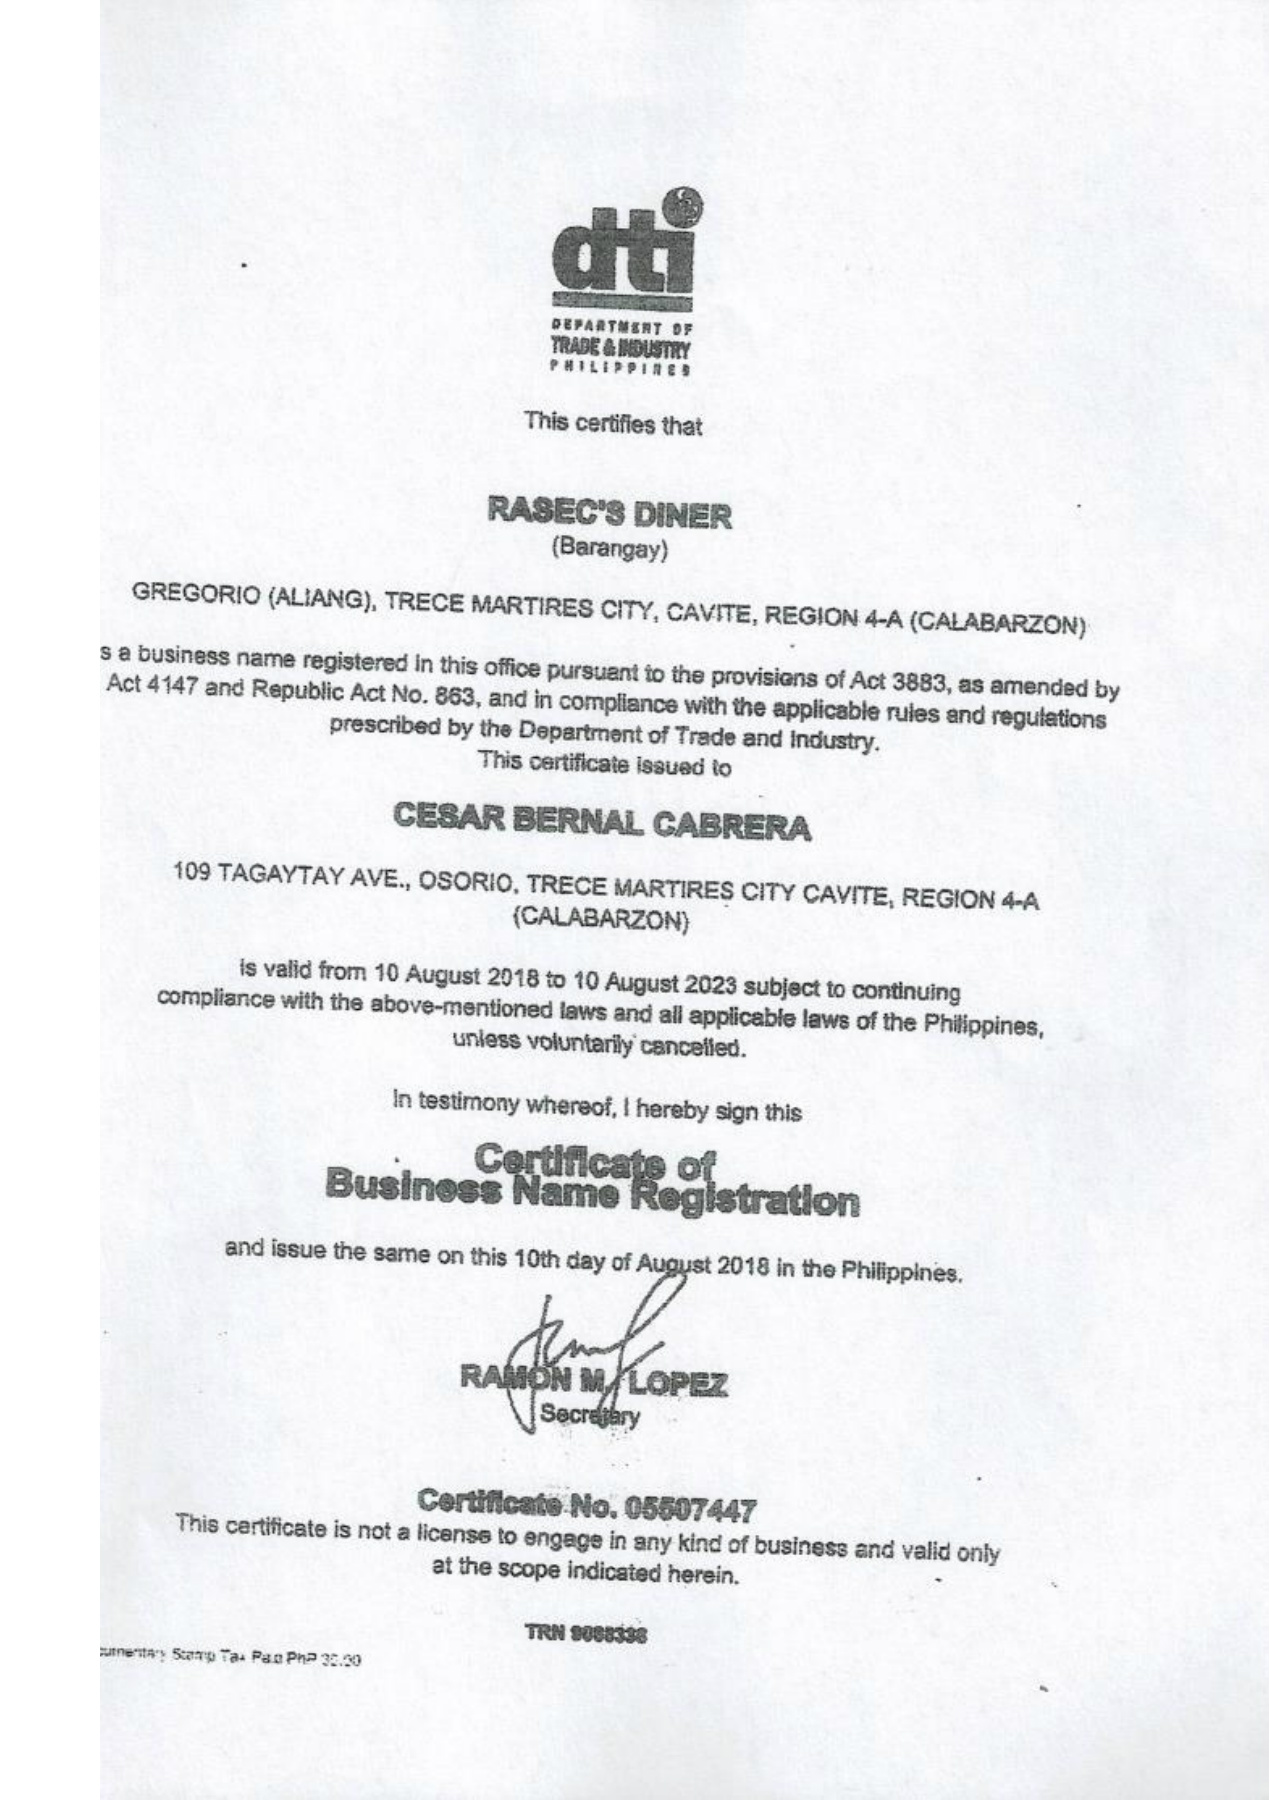 dti
DEPARTMENT OF
TRADE & INDUSTRY
PHILIPPINES
This certifies that
RASEC'S DINER
(Barangay)
GREGORIO (ALIANG), TRECE MARTIRES CITY, CAVITE, REGION 4-A (CALABARZON)
s a business name registered in this office pursuant to the provisions of Act 3883, as amended by
Act 4147 and Republic Act No. 863, and in compliance with the applicable rules and regulations
prescribed by the Department of Trade and Industry.
This certificate issued to
CESAR BERNAL CABRERA
109 TAGAYTAY AVE., OSORIO, TRECE MARTIRES CITY CAVITE, REGION 4-A
(CALABARZON)
is valid from 10 August 2018 to 10 August 2023 subject to continuing
compliance with the above-mentioned laws and all applicable laws of the Philippines,
unless voluntarily cancelled.
In testimony whereof, I hereby sign this
Certificate of
Business Name Registration
and issue the same on this 10th day of August 2018 in the Philippines.
RAMON M. LOPEZ
Secretary
Certificate No. 05507447
This certificate is not a license to engage in any kind of business and valid only
at the scope indicated herein.
TRN
Stamp Tax Paid PhP